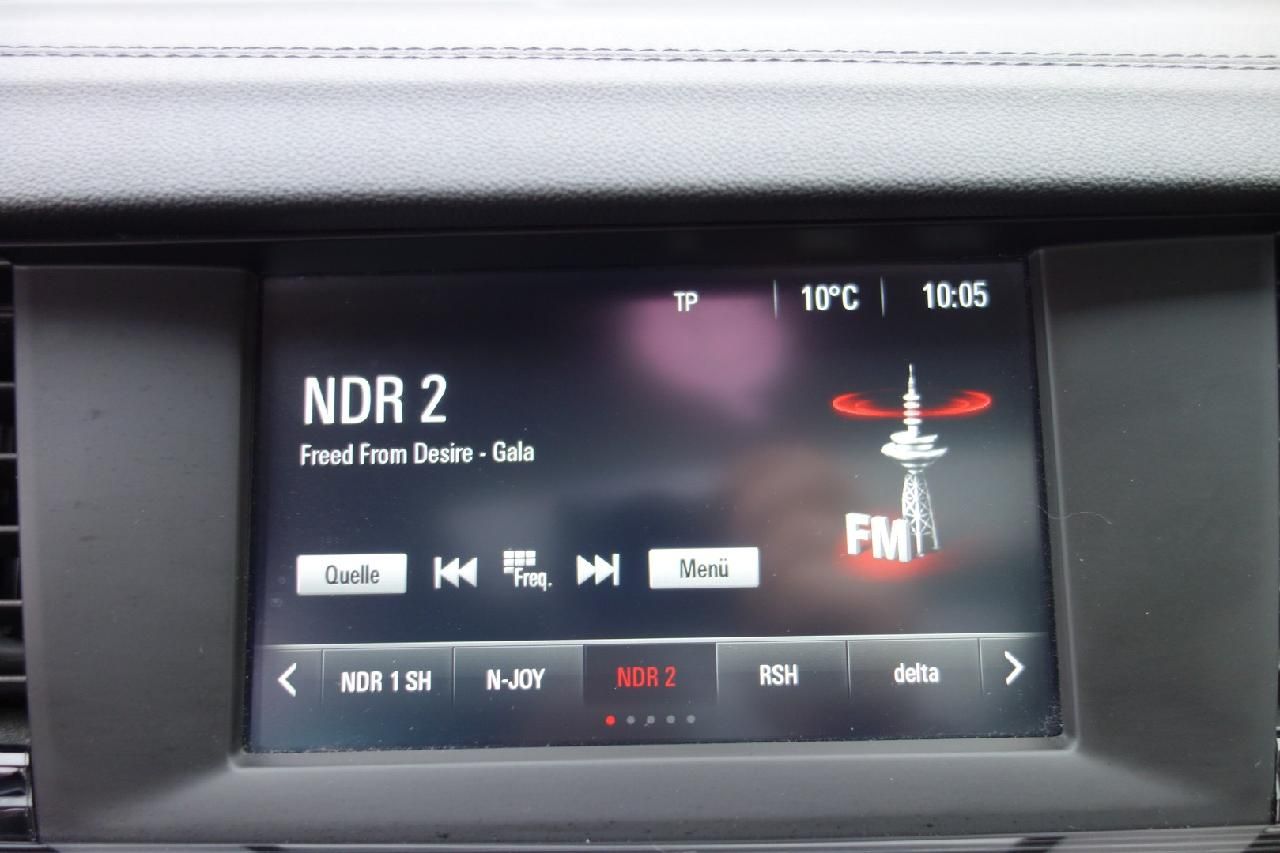 TP 10°C 10:05
NDR 2
Freed From Desire - Gala
FM
Quelle Freq. Menü
NDR 1 SH N-JOY NDR 2 RSH delta